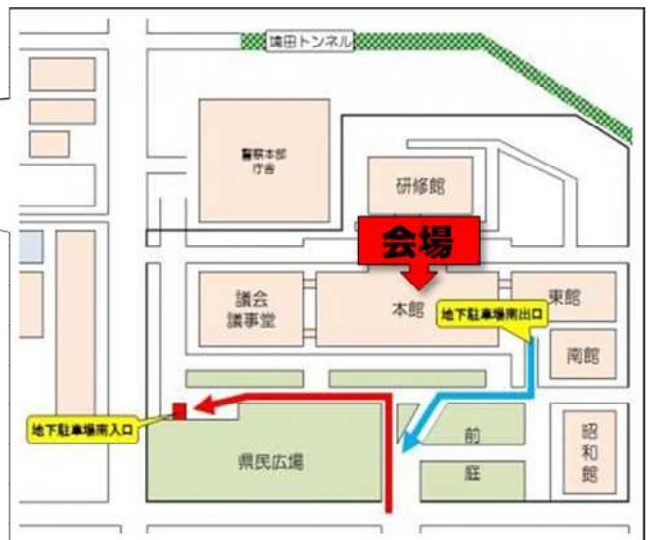 塙田トンネル
警察本部
庁舎
研修館
会場
議会
議事堂
本館
東館
地下駐車場南出口
南館
地下駐車場南入口
県民広場
前
庭
昭
和
館